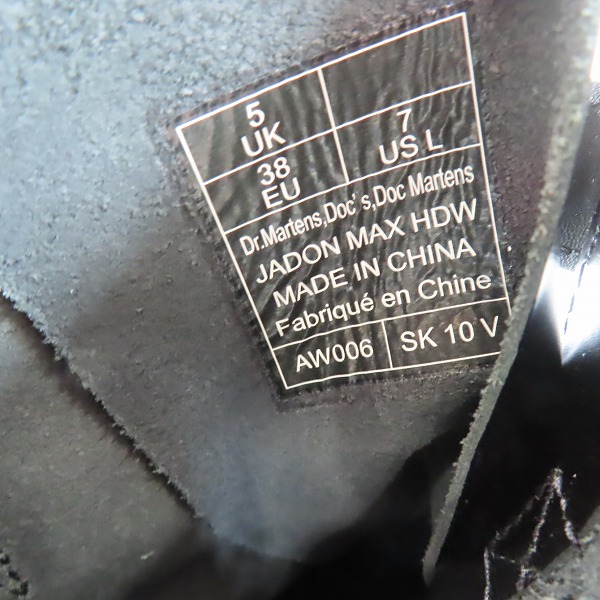 5
UK
7
US L
38
EU
Dr.Martens,Doc's,Doc Martens
JADON MAX HDW
MADE IN CHINA
Fabriqué en Chine
AW006
SK 10 V